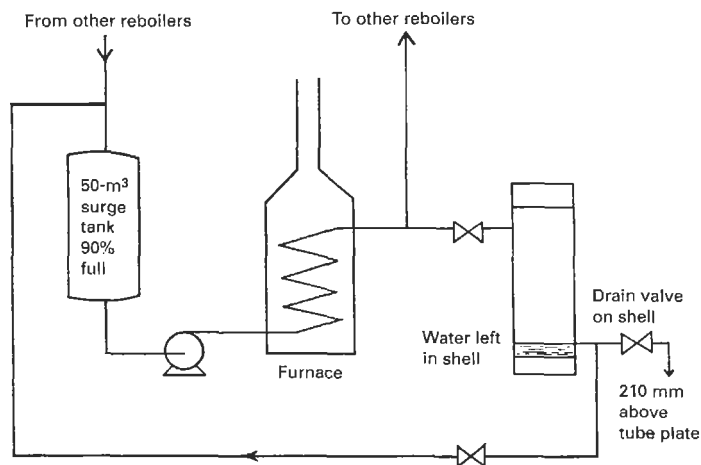 From other reboilers
To other reboilers
50-m³
surge
tank
90%
full
Furnace
Water left
in shell
Drain valve
on shell
210 mm
above
tube plate